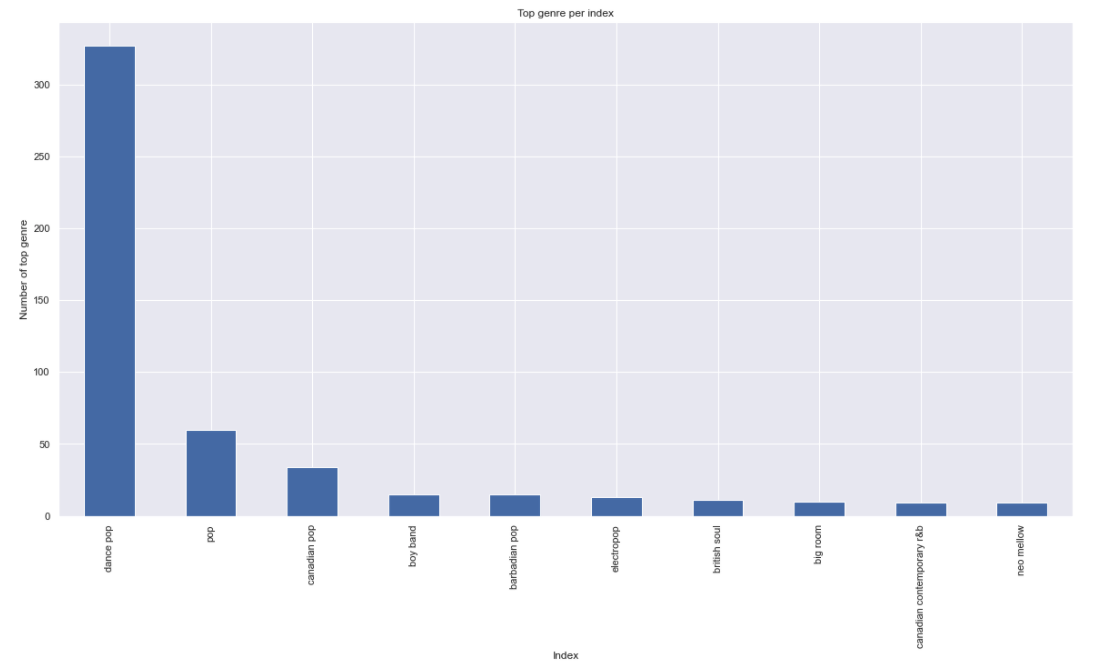 Top genre per index
Number of top genre
300
250
200
150
100
50
0
dance pop
pop
canadian pop
boy band
barbadian pop
electropop
british soul
big room
canadian contemporary r&b
neo mellow
Index